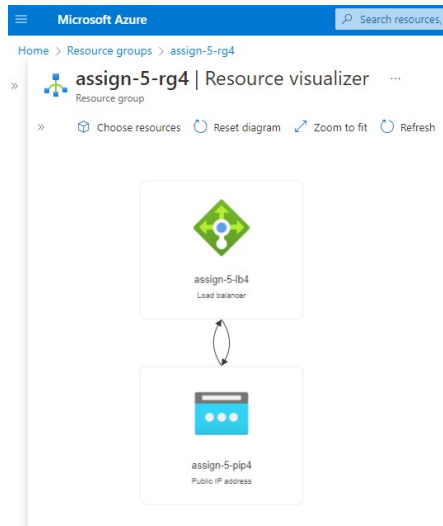 Microsoft Azure
Search resources,
Home > Resource groups > assign-5-rg4
assign-5-rg4 | Resource visualizer ...
Resource group
Choose resources Reset diagram Zoom to fit Refresh
assign-5-lb4
Load balancer
assign-5-pip4
Public IP address